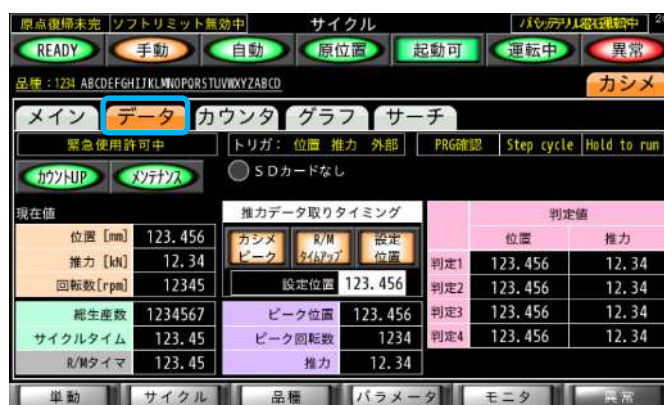 原点復帰未完 ソフトリミット無効中 サイクル
READY 手動 自動 原位置 起動可 運転中 異常
品種：1234 ABCDEFGHIJKLMNOPQRSTUVWXYZABCD カシメ
メイン データ カウンタ グラフ サーチ
緊急使用許可中 トリガ： 位置 推力 外部 PRG確認 Step cycle Hold to run
カウントUP メンテナンス SDカードなし
現在値 推力データ取りタイミング 判定値
位置 [mm] 123.456 カシメピーク R/Mタイムアップ 設定位置 位置 推力
推力 [kN] 12.34 判定1 123.456 12.34
回転数[rpm] 12345 設定位置 123.456 判定2 123.456 12.34
総生産数 1234567 ピーク位置 123.456 判定3 123.456 12.34
サイクルタイム 123.45 ピーク回転数 1234 判定4 123.456 12.34
R/Mタイマ 123.45 推力 12.34
単動 サイクル 品種 パラメータ モニタ 異常